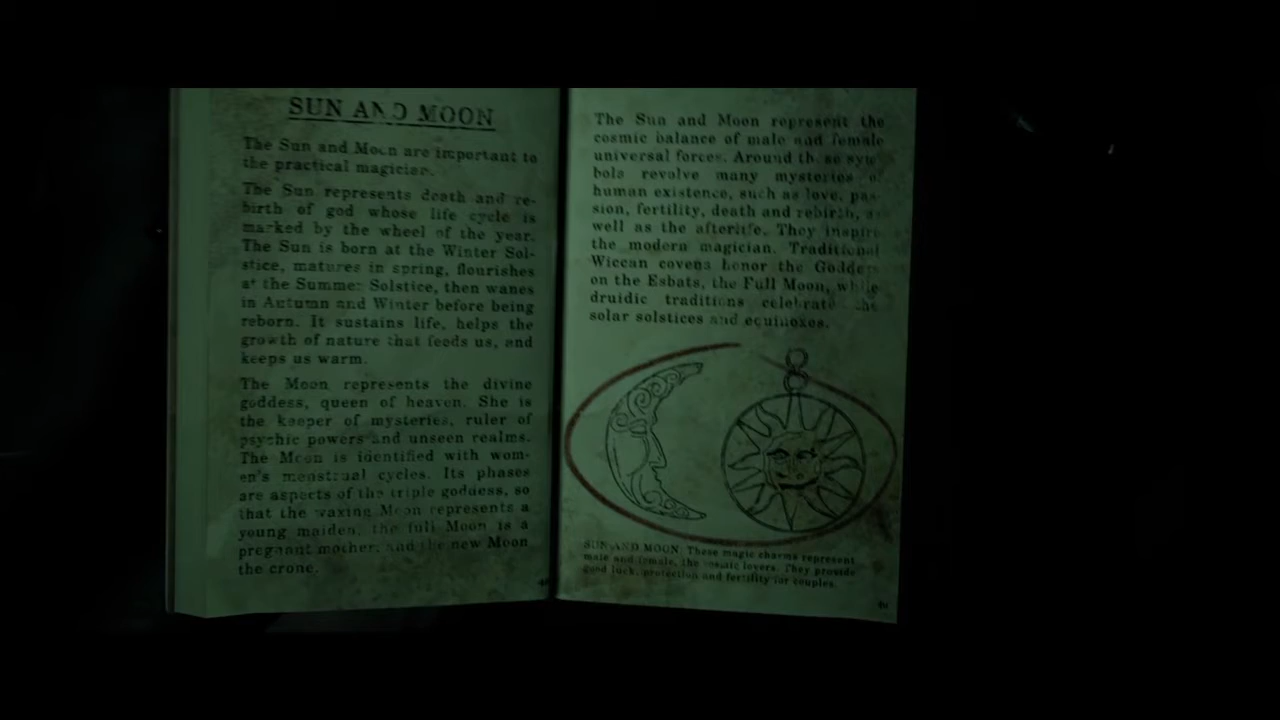 SUN AND MOON
The Sun and Moon are important to
the practical magician.
The Sun represents death and re-
birth of god whose life cycle is
marked by the wheel of the year.
The Sun is born at the Winter Sol-
stice, matures in spring, flourishes
at the Summer Solstice, then wanes
in Autumn and Winter before being
reborn. It sustains life, helps the
growth of nature that feeds us, and
keeps us warm.
The Moon represents the divine
goddess, queen of heaven. She is
the keeper of mysteries, ruler of
psychic powers and unseen realms.
The Moon is identified with wom-
en's menstrual cycles. Its phases
are aspects of the triple goddess, so
that the waxing Moon represents a
young maiden, the full Moon is a
pregnant mother, and the new Moon
the crone.
The Sun and Moon represent the
cosmic balance of male and female
universal forces. Around these sym-
bols revolve many mysteries of
human existence, such as love, pas-
sion, fertility, death and rebirth, as
well as the afterlife. They inspire
the modern magician. Traditional
Wiccan covens honor the Goddess
on the Esbats, the Full Moon, while
druidic traditions celebrate the
solar solstices and equinoxes.
SUN AND MOON: These magic charms represent
male and female, the cosmic lovers. They provide
good luck, protection and fertility for couples.